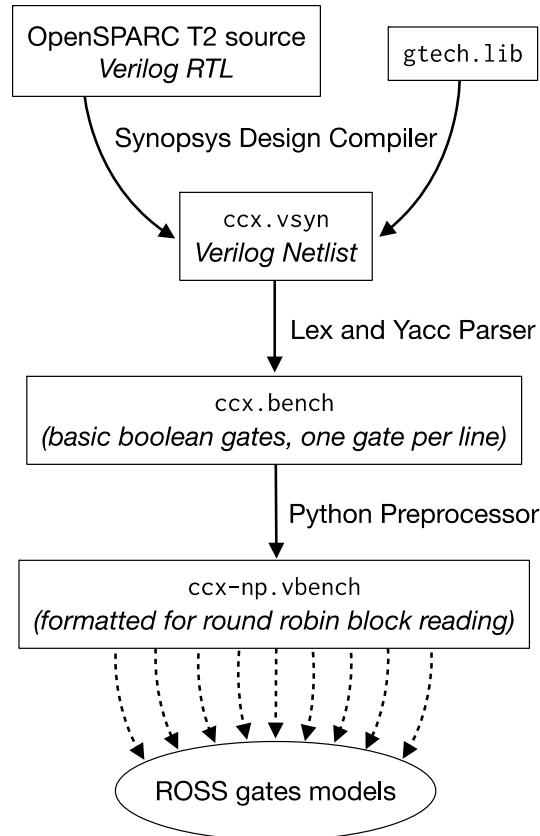 OpenSPARC T2 source
Verilog RTL
gtech.lib
Synopsys Design Compiler
ccx.vsyn
Verilog Netlist
Lex and Yacc Parser
ccx.bench
(basic boolean gates, one gate per line)
Python Preprocessor
ccx-np.vbench
(formatted for round robin block reading)
ROSS gates models